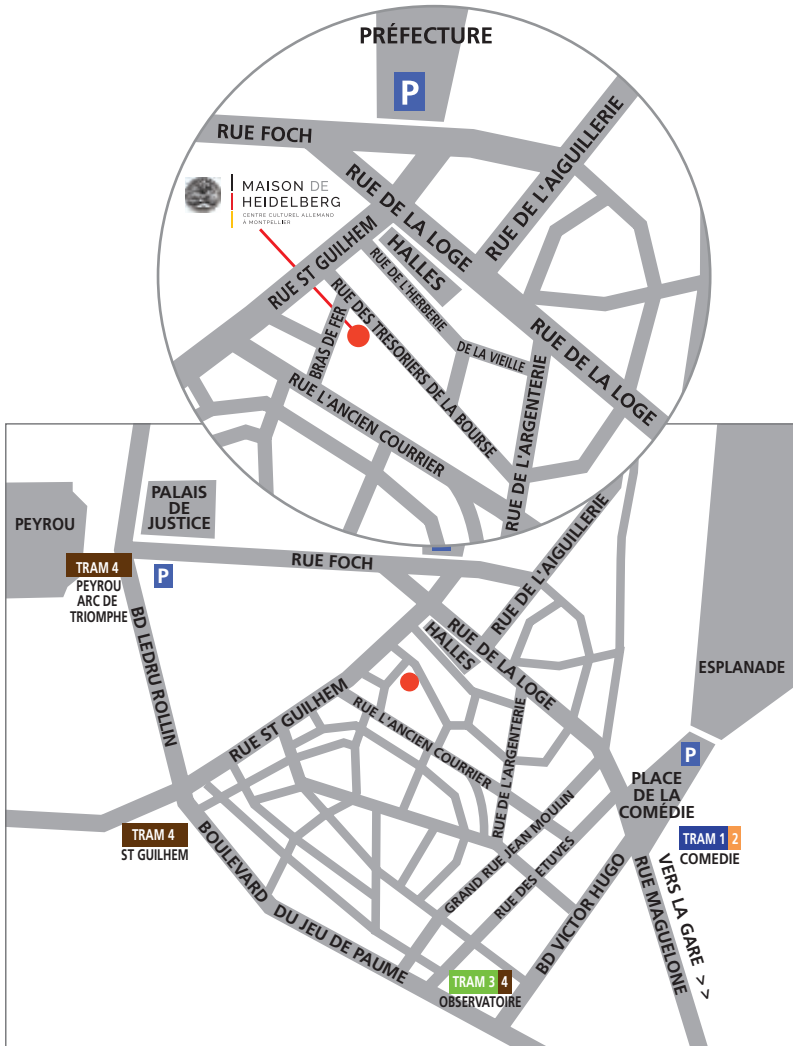 PRÉFECTURE
P
RUE FOCH
RUE DE L'AIGUILLERIE
MAISON DE
HEIDELBERG
CENTRE CULTUREL ALLEMAND
À MONTPELLIER
RUE DE LA LOGE
HALLES
RUE ST GUILHEM
RUE DE L'HERBERIE
RUE DES TRESORIERS DE LA BOURSE
BRAS DE FER
DE LA VIEILLE
RUE DE LA LOGE
RUE L'ANCIEN COURRIER
RUE DE L'ARGENTERIE
PEYROU
PALAIS
DE
JUSTICE
RUE FOCH
RUE DE L'AIGUILLERIE
TRAM 4
PEYROU
ARC DE
TRIOMPHE
P
BD LEDRU ROLLIN
HALLES
RUE DE LA LOGE
ESPLANADE
RUE ST GUILHEM
RUE L'ANCIEN COURRIER
RUE DE L'ARGENTERIE
P
PLACE
DE LA
COMÉDIE
TRAM 4
ST GUILHEM
BOULEVARD
DU JEU DE PAUME
GRAND RUE JEAN MOULIN
RUE DES ETUVES
TRAM 1 2
COMEDIE
BD VICTOR HUGO
RUE MAGUELONE
VERS LA GARE >>
TRAM 3 4
OBSERVATOIRE